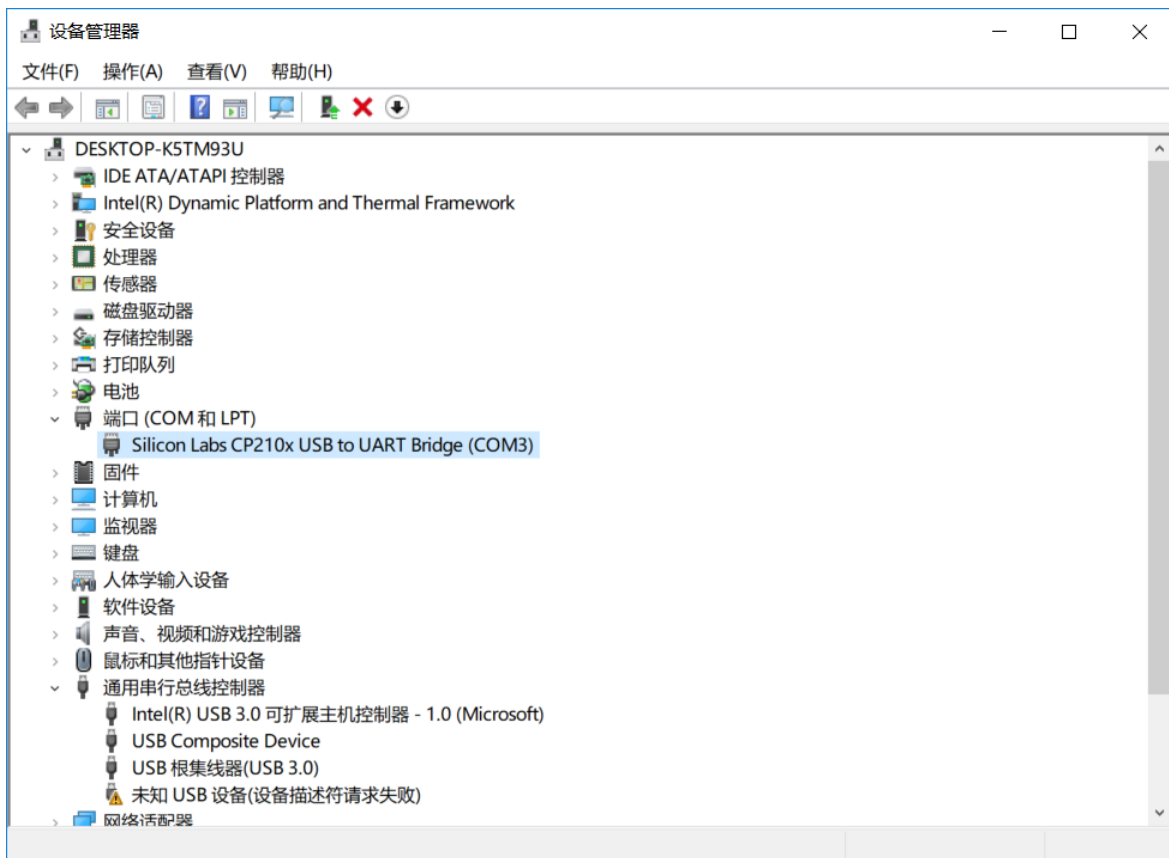 设备管理器
文件(F) 操作(A) 查看(V) 帮助(H)
DESKTOP-K5TM93U
IDE ATA/ATAPI 控制器
Intel(R) Dynamic Platform and Thermal Framework
安全设备
处理器
传感器
磁盘驱动器
存储控制器
打印队列
电池
端口 (COM 和 LPT)
Silicon Labs CP210x USB to UART Bridge (COM3)
固件
计算机
监视器
键盘
人体学输入设备
软件设备
声音、视频和游戏控制器
鼠标和其他指针设备
通用串行总线控制器
Intel(R) USB 3.0 可扩展主机控制器 - 1.0 (Microsoft)
USB Composite Device
USB 根集线器(USB 3.0)
未知 USB 设备(设备描述符请求失败)
网络适配器